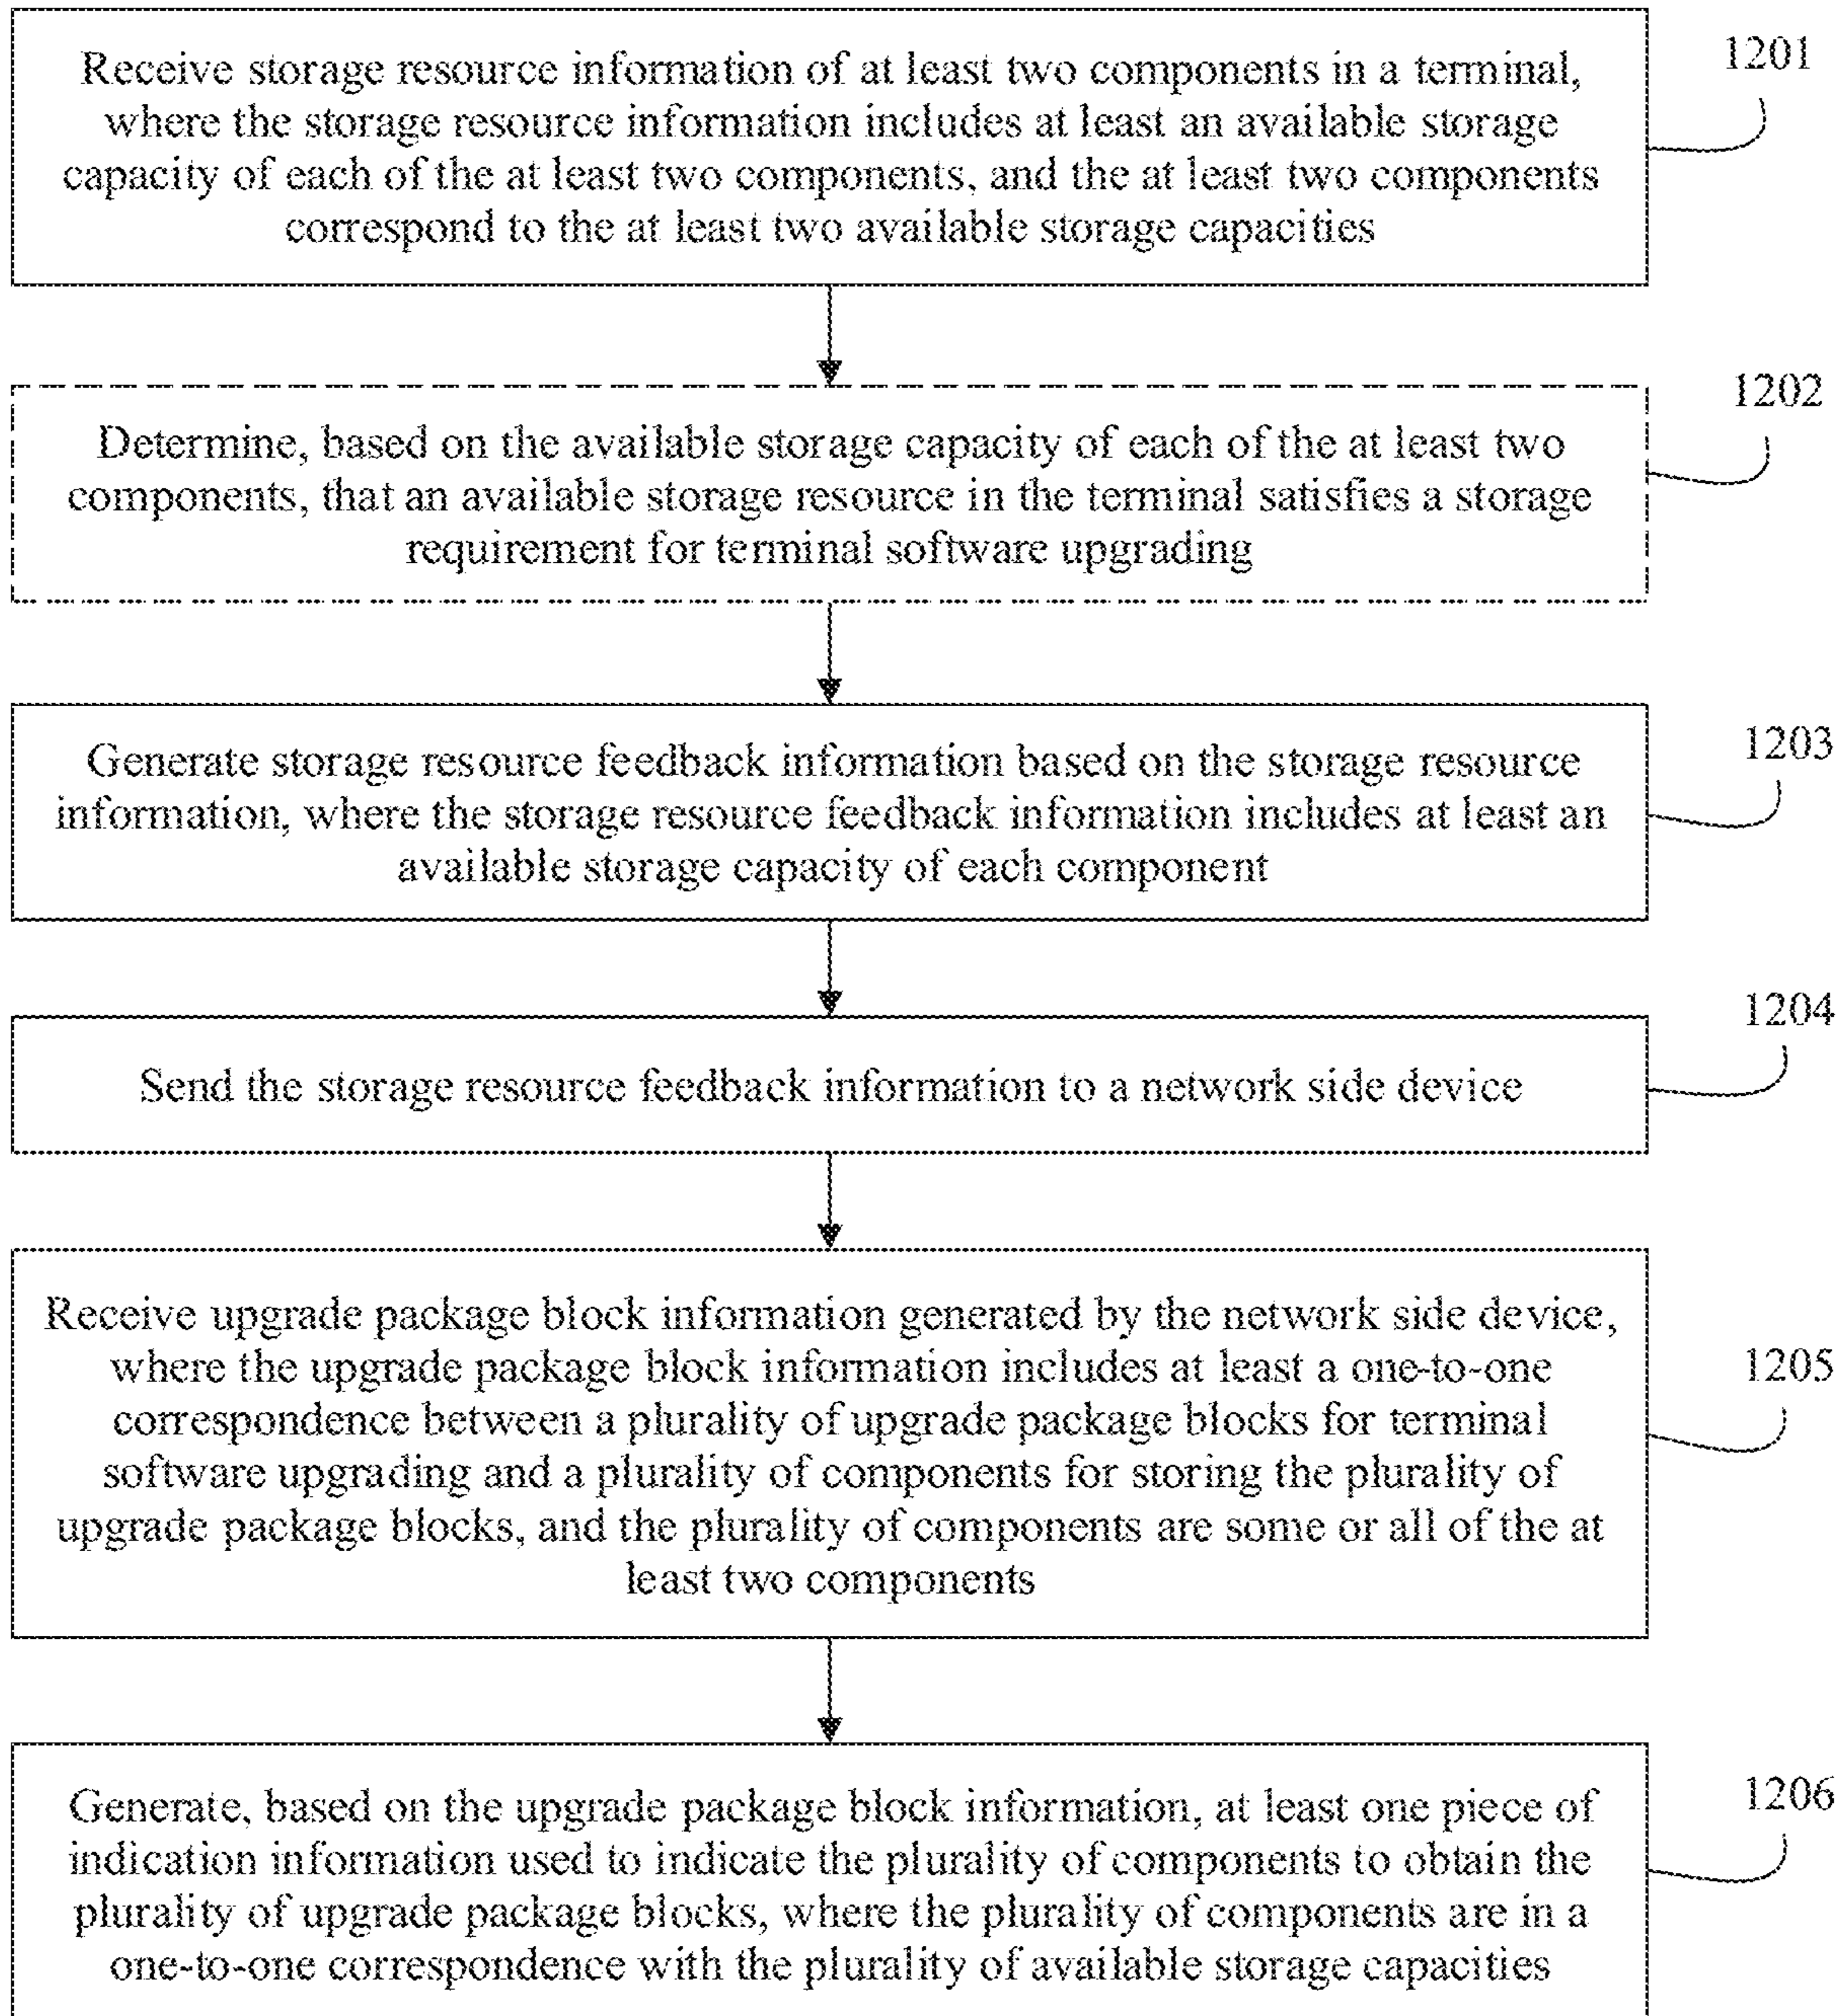 Receive storage resource information of at least two components in a terminal,
where the storage resource information includes at least an available storage
capacity of each of the at least two components, and the at least two components
correspond to the at least two available storage capacities
1201
Determine, based on the available storage capacity of each of the at least two
components, that an available storage resource in the terminal satisfies a storage
requirement for terminal software upgrading
1202
Generate storage resource feedback information based on the storage resource
information, where the storage resource feedback information includes at least an
available storage capacity of each component
1203
Send the storage resource feedback information to a network side device
1204
Receive upgrade package block information generated by the network side device,
where the upgrade package block information includes at least a one-to-one
correspondence between a plurality of upgrade package blocks for terminal
software upgrading and a plurality of components for storing the plurality of
upgrade package blocks, and the plurality of components are some or all of the at
least two components
1205
Generate, based on the upgrade package block information, at least one piece of
indication information used to indicate the plurality of components to obtain the
plurality of upgrade package blocks, where the plurality of components are in a
one-to-one correspondence with the plurality of available storage capacities
1206